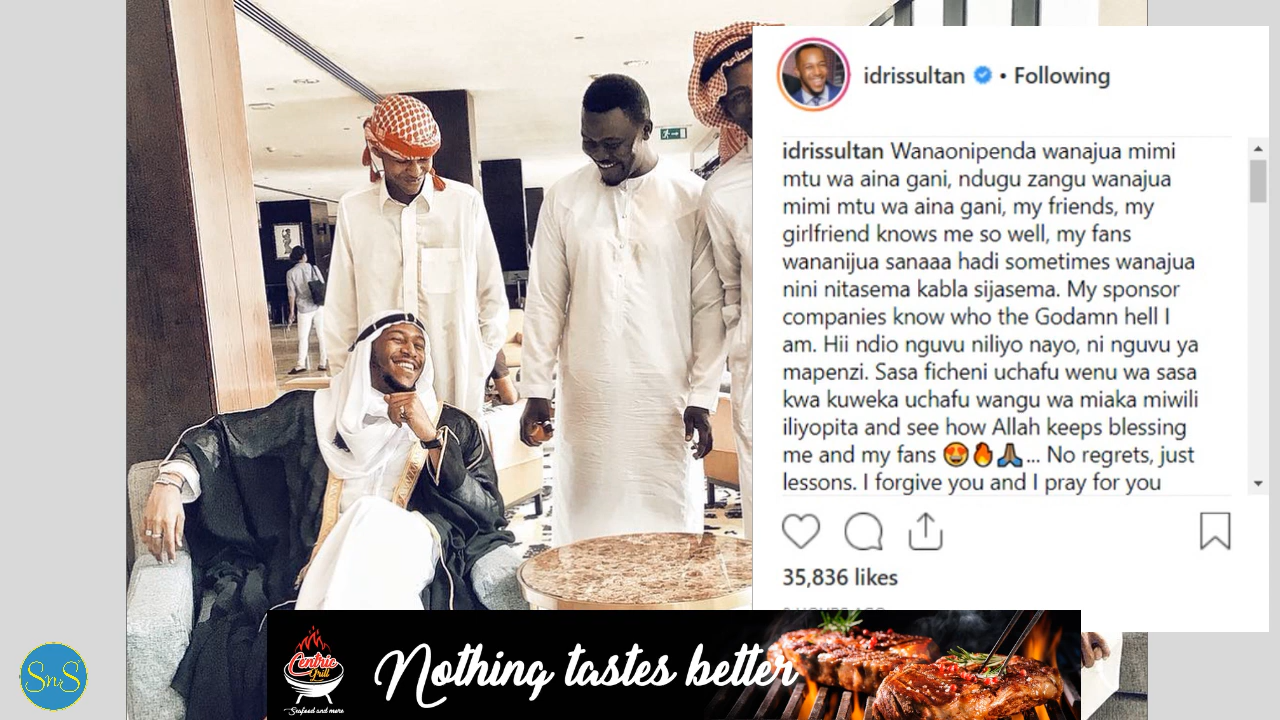 idrissultan • Following
idrissultan Wanaonipenda wanajua mimi
mtu wa aina gani, ndugu zangu wanajua
mimi mtu wa aina gani, my friends, my
girlfriend knows me so well, my fans
wananijua sanaaa hadi sometimes wanajua
nini nitasema kabla sijasema. My sponsor
companies know who the Godamn hell I
am. Hii ndio nguvu niliyo nayo, ni nguvu ya
mapenzi. Sasa ficheni uchafu wenu wa sasa
kwa kuweka uchafu wangu wa miaka miwili
iliyopita and see how Allah keeps blessing
me and my fans 😍🔥🙏🏾... No regrets, just
lessons. I forgive you and I pray for you
35,836 likes
HOURS AGO
Centric
Grill
Seafood and more
Nothing tastes better
SnS